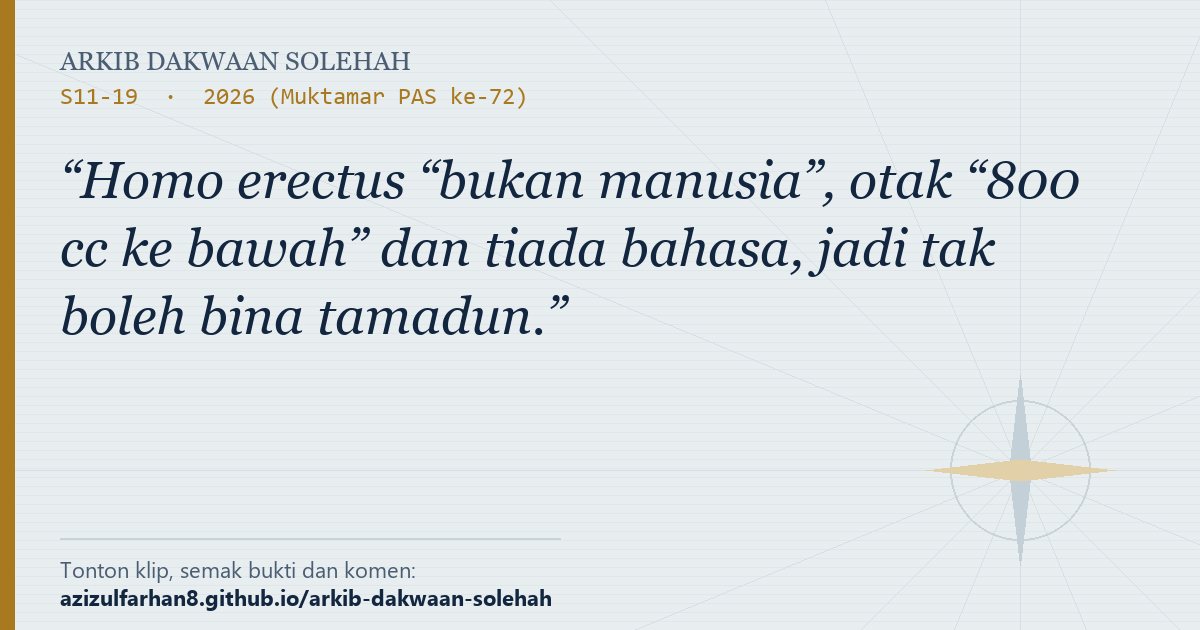 ARKIB DAKWAAN SOLEHAH
S11-19 · 2026 (Muktamar PAS ke-72)
“Homo erectus “bukan manusia”, otak “800
cc ke bawah” dan tiada bahasa, jadi tak
boleh bina tamadun.”
Tonton klip, semak bukti dan komen:
azizulfarhan8.github.io/arkib-dakwaan-solehah